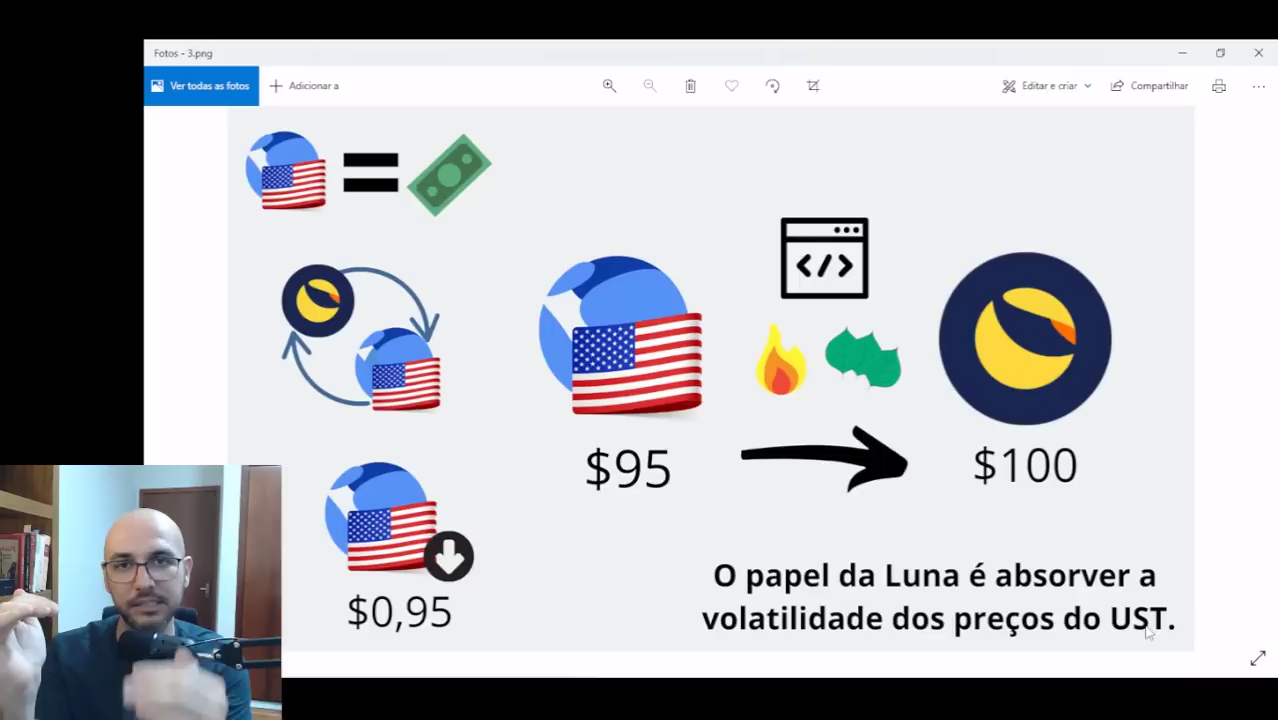 Fotos - 3.png
Ver todas as fotos
Adicionar a
Editar e criar
Compartilhar
$95
$100
$0,95
O papel da Luna é absorver a
volatilidade dos preços do UST.